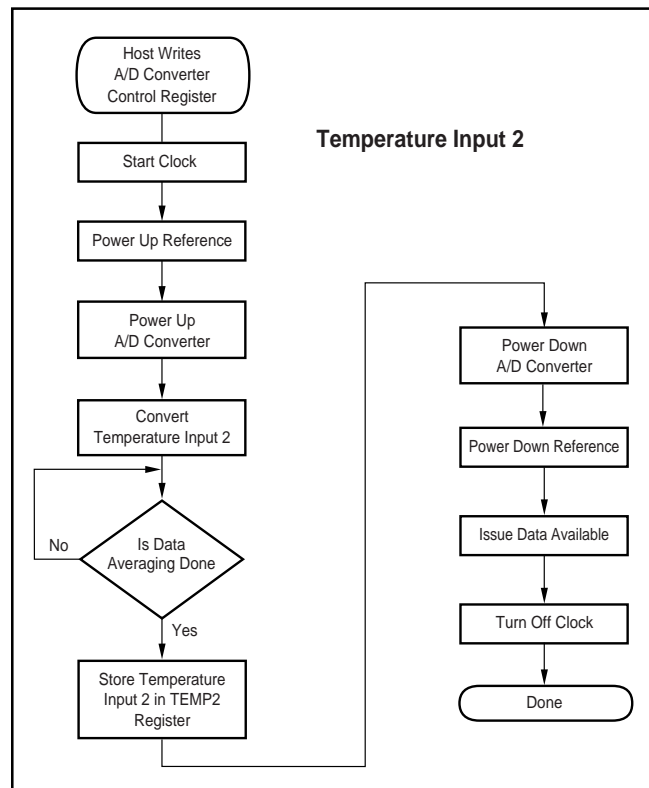 Host Writes
A/D Converter
Control Register
Temperature Input 2
Start Clock
Power Up Reference
Power Up
A/D Converter
Convert
Temperature Input 2
No
Is Data
Averaging Done
Yes
Store Temperature
Input 2 in TEMP2
Register
Power Down
A/D Converter
Power Down Reference
Issue Data Available
Turn Off Clock
Done